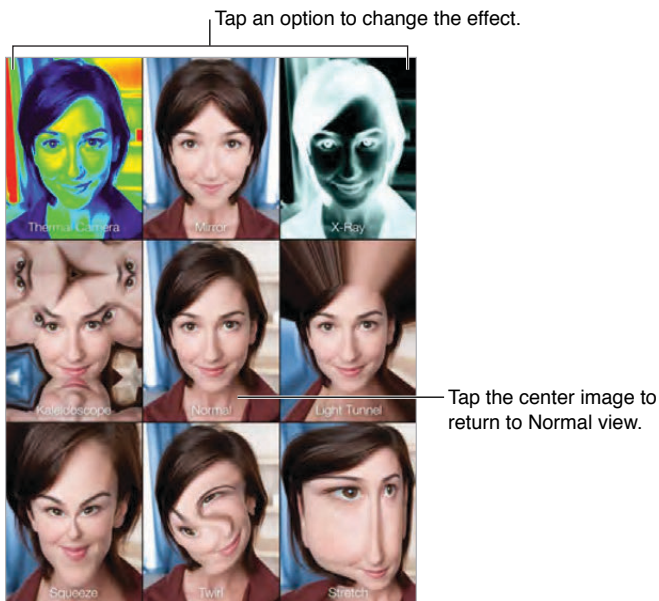 Tap an option to change the effect.
Thermal Camera
Mirror
X-Ray
Kaleidoscope
Normal
Light Tunnel
Tap the center image to
return to Normal view.
Squeeze
Twirl
Stretch